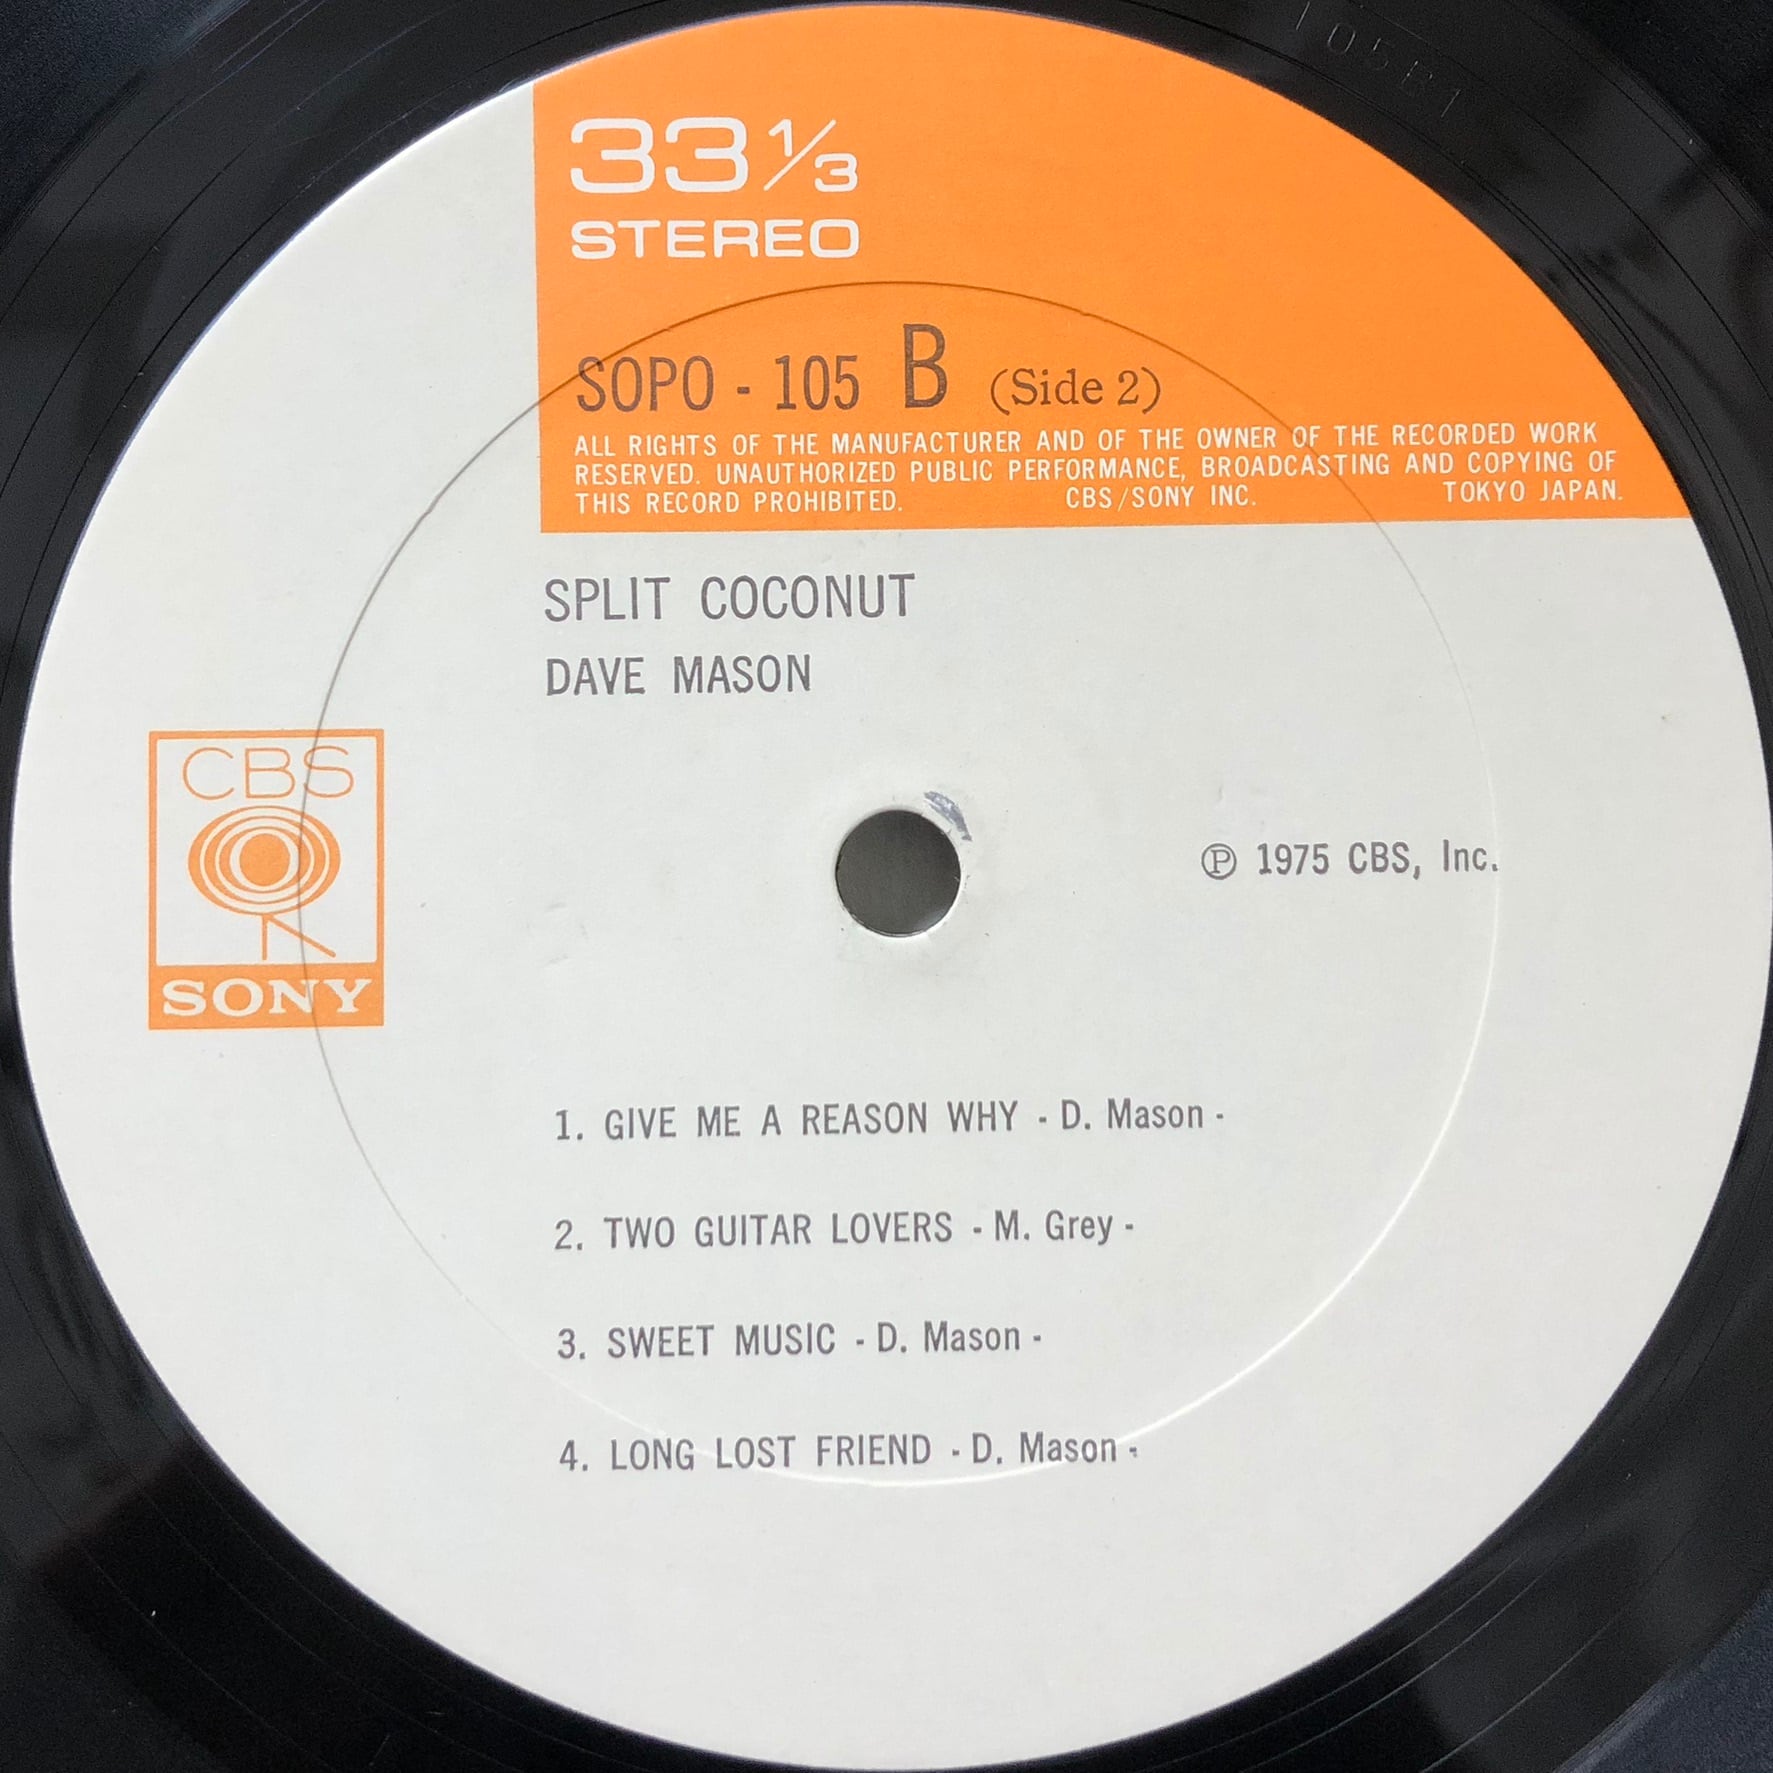 33 1/3
STEREO
SOPO - 105 B (Side 2)
ALL RIGHTS OF THE MANUFACTURER AND OF THE OWNER OF THE RECORDED WORK
RESERVED. UNAUTHORIZED PUBLIC PERFORMANCE, BROADCASTING AND COPYING OF
THIS RECORD PROHIBITED. CBS/SONY INC. TOKYO JAPAN.
SPLIT COCONUT
DAVE MASON
CBS
SONY
℗ 1975 CBS, Inc.
1. GIVE ME A REASON WHY - D. Mason -
2. TWO GUITAR LOVERS - M. Grey -
3. SWEET MUSIC - D. Mason -
4. LONG LOST FRIEND - D. Mason -